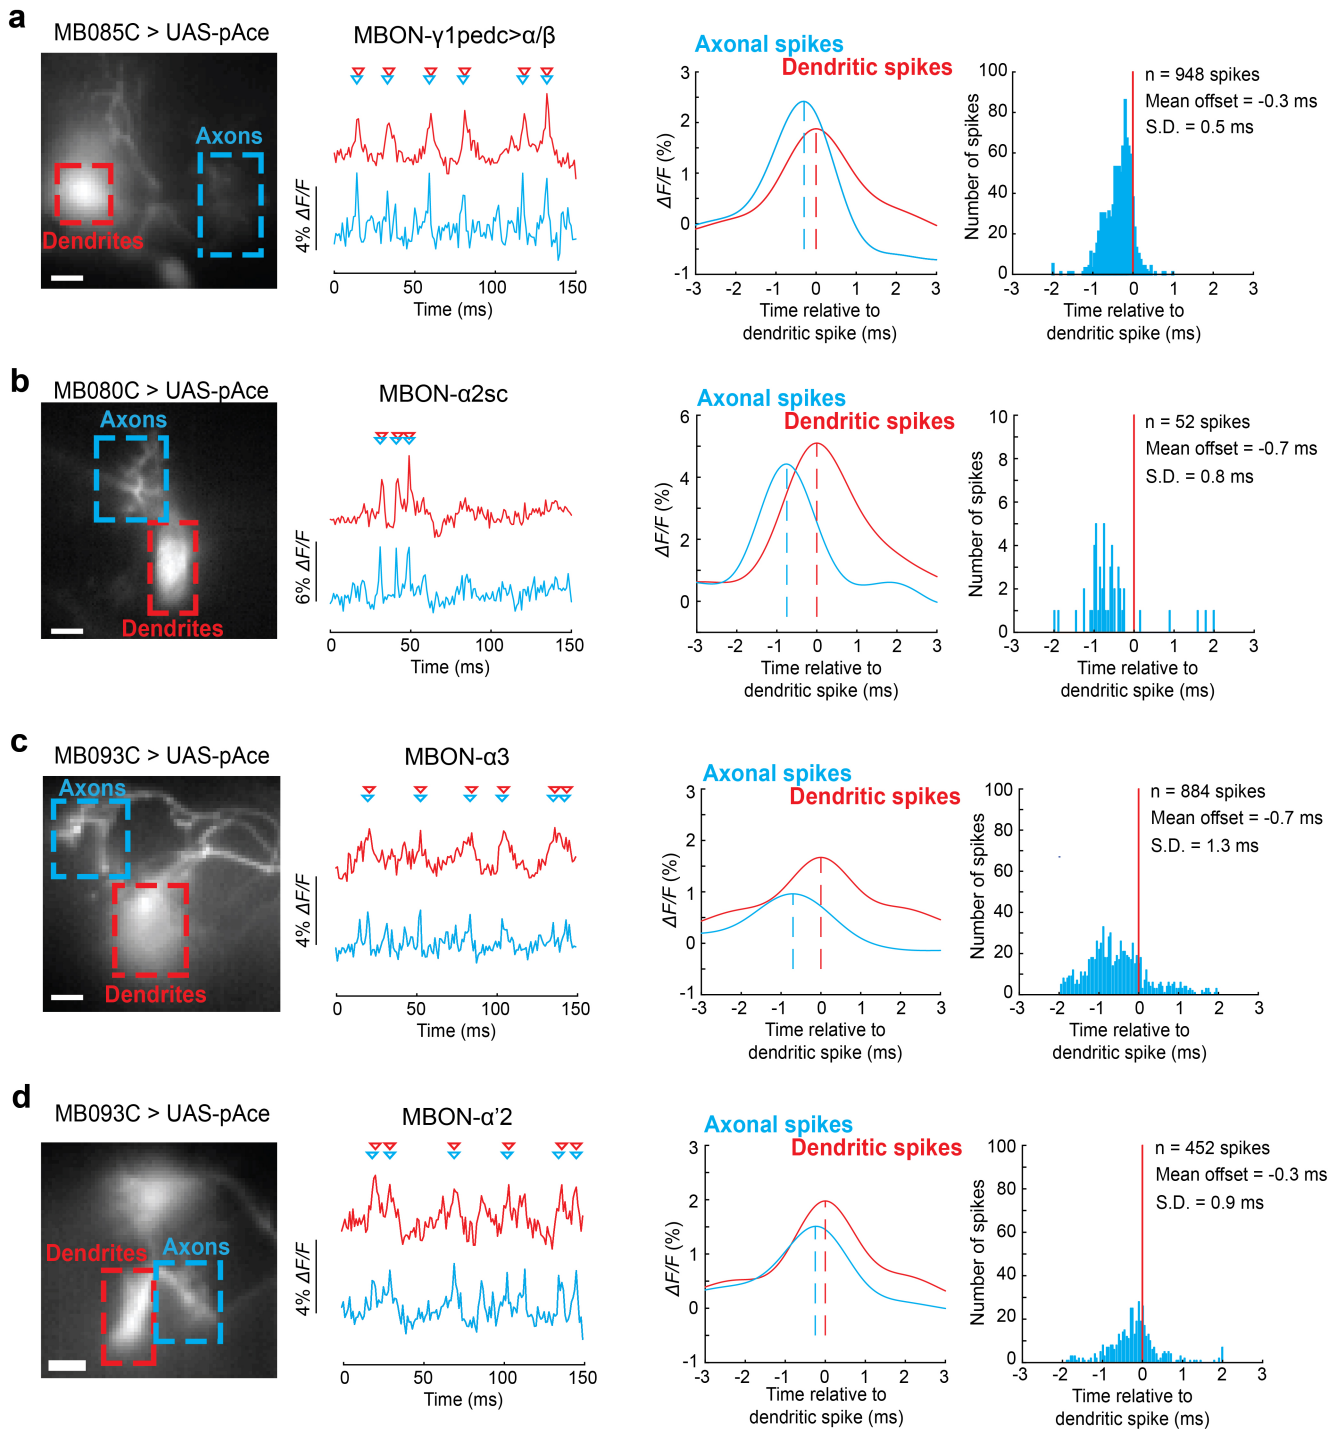 a
MB085C > UAS-pAce
MBON-γ1pedc>α/β
Axonal spikes
Dendritic spikes
Axons
Dendrites
4% ΔF/F
0 50 100 150
Time (ms)
ΔF/F (%)
3
2
1
0
-1
-3 -2 -1 0 1 2 3
Time relative to
dendritic spike (ms)
Number of spikes
100
80
60
40
20
0
n = 948 spikes
Mean offset = -0.3 ms
S.D. = 0.5 ms
-3 -2 -1 0 1 2 3
Time relative to
dendritic spike (ms)
b
MB080C > UAS-pAce
MBON-α2sc
Axonal spikes
Dendritic spikes
Axons
Dendrites
6% ΔF/F
0 50 100 150
Time (ms)
ΔF/F (%)
6
4
2
0
-3 -2 -1 0 1 2 3
Time relative to
dendritic spike (ms)
Number of spikes
10
8
6
4
2
0
n = 52 spikes
Mean offset = -0.7 ms
S.D. = 0.8 ms
-3 -2 -1 0 1 2 3
Time relative to
dendritic spike (ms)
c
MB093C > UAS-pAce
MBON-α3
Axonal spikes
Dendritic spikes
Axons
Dendrites
4% ΔF/F
0 50 100 150
Time (ms)
ΔF/F (%)
3
2
1
0
-1
-3 -2 -1 0 1 2 3
Time relative to
dendritic spike (ms)
Number of spikes
100
80
60
40
20
0
n = 884 spikes
Mean offset = -0.7 ms
S.D. = 1.3 ms
-3 -2 -1 0 1 2 3
Time relative to
dendritic spike (ms)
d
MB093C > UAS-pAce
MBON-α’2
Axonal spikes
Dendritic spikes
Dendrites
Axons
4% ΔF/F
0 50 100 150
Time (ms)
ΔF/F (%)
3
2
1
0
-1
-3 -2 -1 0 1 2 3
Time relative to
dendritic spike (ms)
Number of spikes
100
80
60
40
20
0
n = 452 spikes
Mean offset = -0.3 ms
S.D. = 0.9 ms
-3 -2 -1 0 1 2 3
Time relative to
dendritic spike (ms)